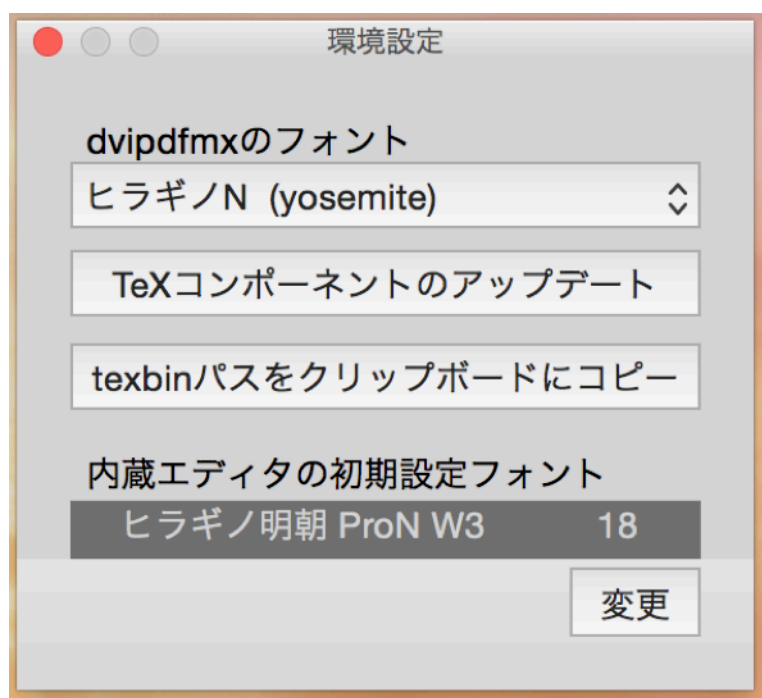 環境設定
dvipdfmxのフォント
ヒラギノN (yosemite)
TeXコンポーネントのアップデート
texbinパスをクリップボードにコピー
内蔵エディタの初期設定フォント
ヒラギノ明朝 ProN W3 18
変更